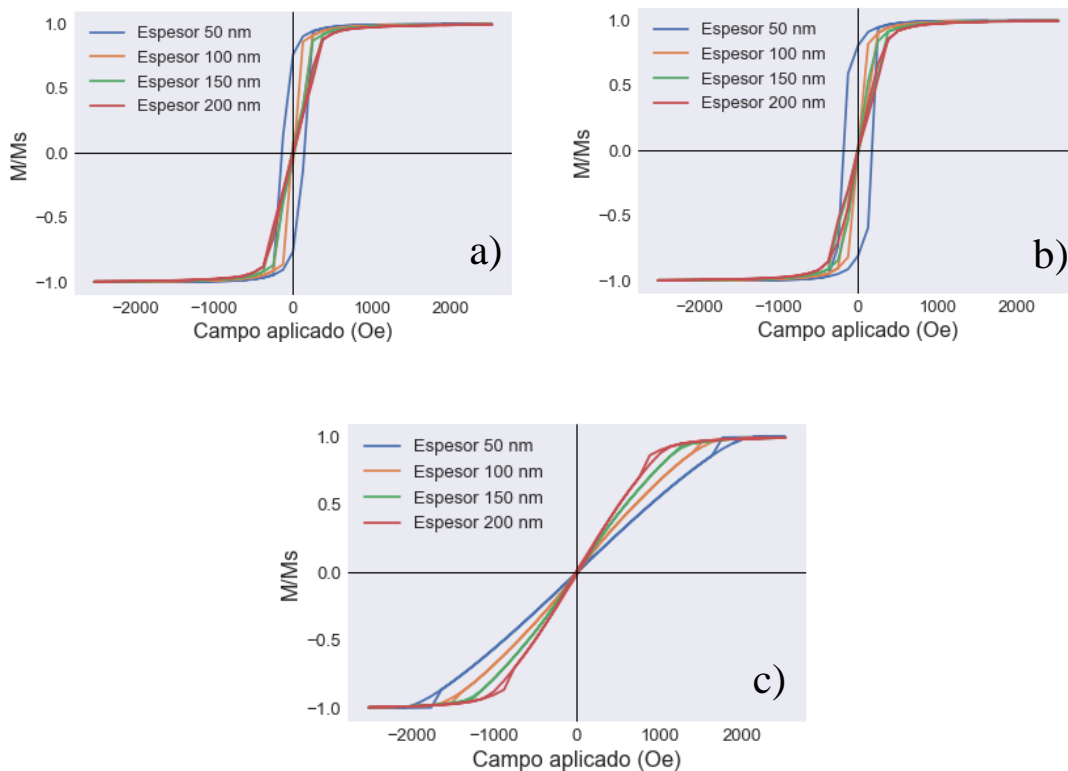 1.0
0.5
0.0
−0.5
−1.0
M/Ms
Espesor 50 nm
Espesor 100 nm
Espesor 150 nm
Espesor 200 nm
a)
−2000 −1000 0 1000 2000
Campo aplicado (Oe)
1.0
0.5
0.0
−0.5
−1.0
M/Ms
Espesor 50 nm
Espesor 100 nm
Espesor 150 nm
Espesor 200 nm
b)
−2000 −1000 0 1000 2000
Campo aplicado (Oe)
1.0
0.5
0.0
−0.5
−1.0
M/Ms
Espesor 50 nm
Espesor 100 nm
Espesor 150 nm
Espesor 200 nm
c)
−2000 −1000 0 1000 2000
Campo aplicado (Oe)